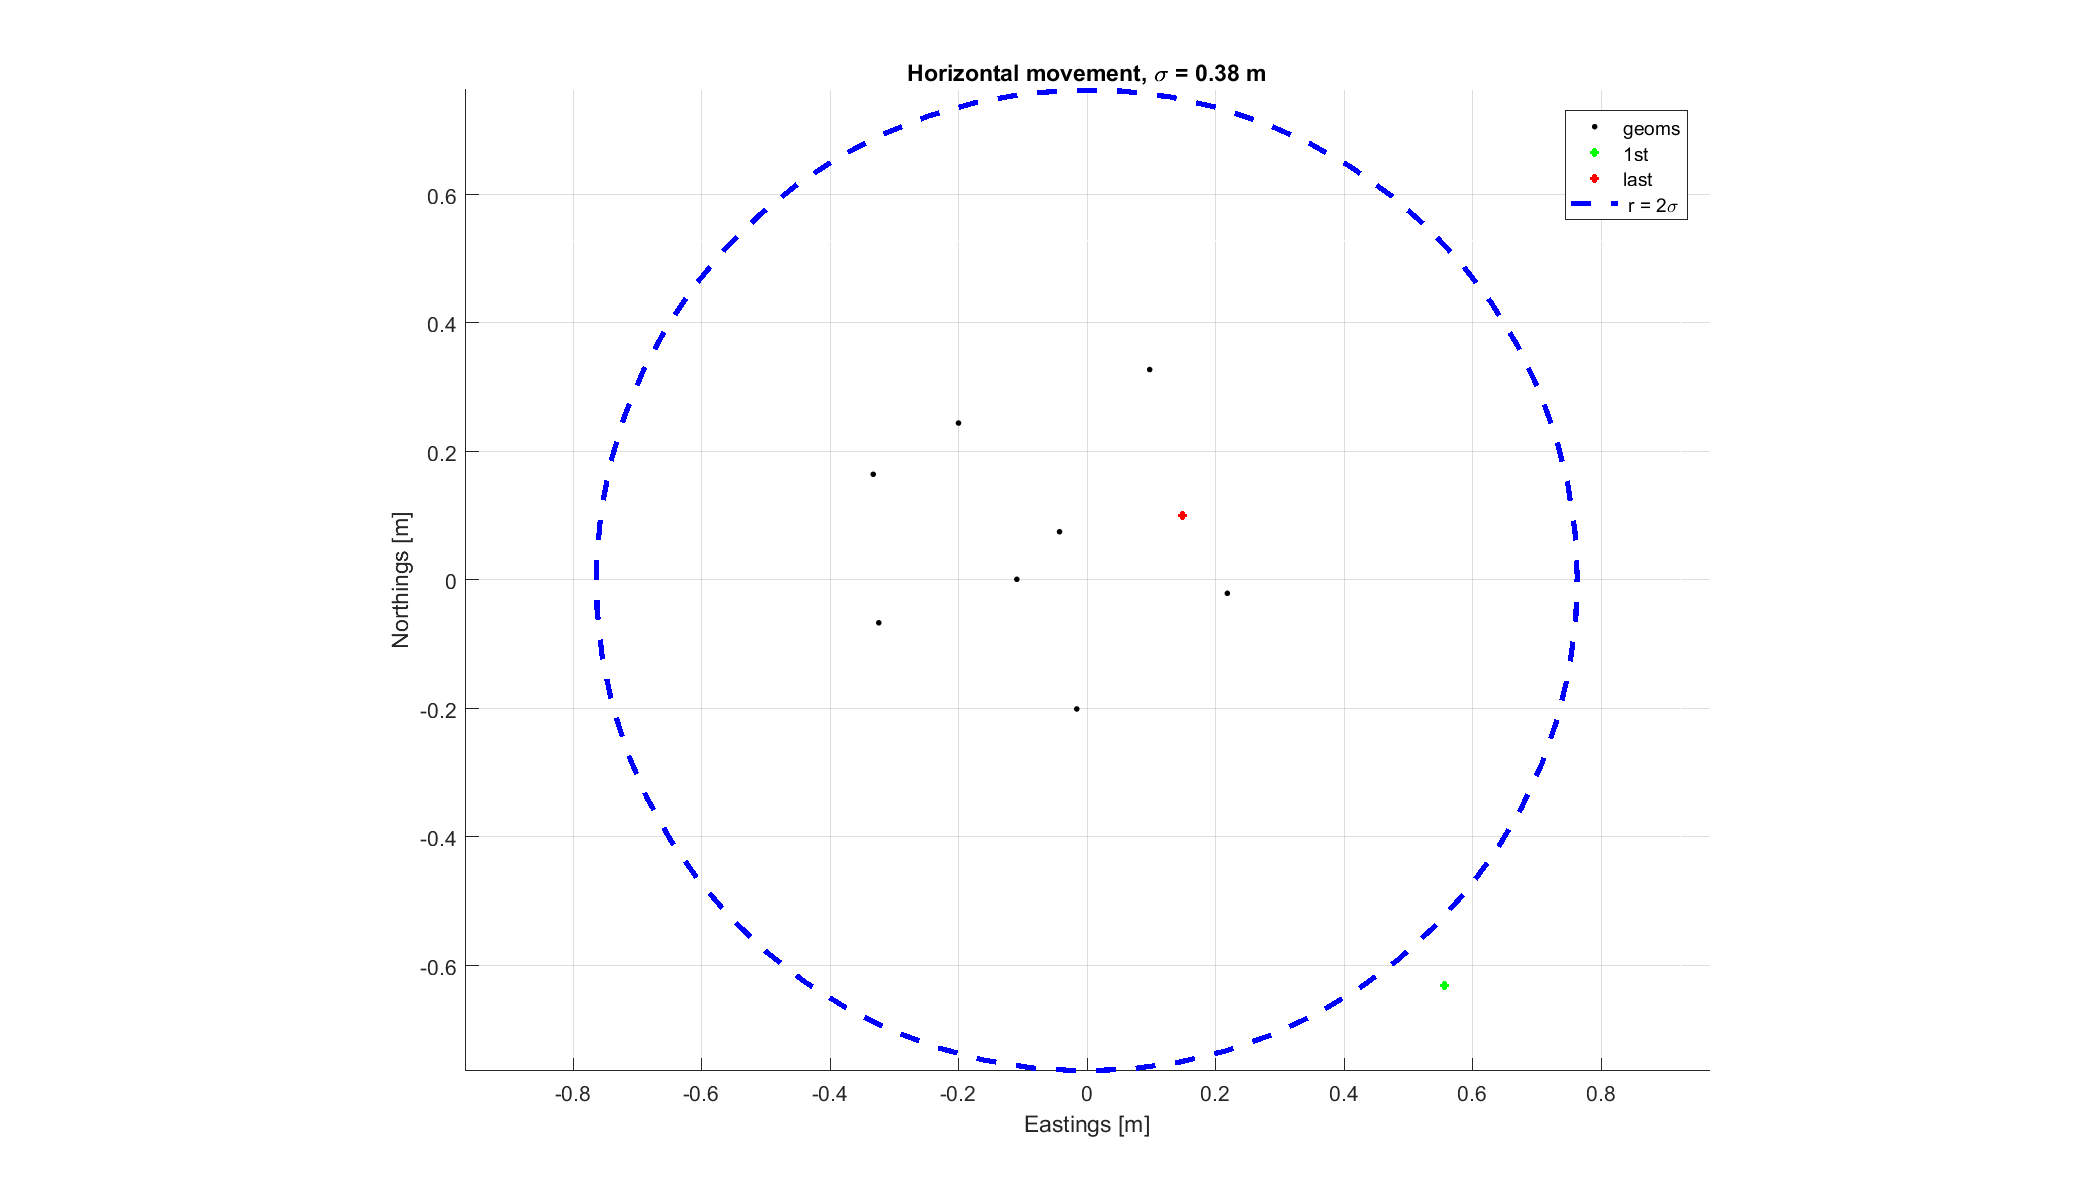 Horizontal movement, σ = 0.38 m
geoms
1st
last
r = 2σ
0.6
0.4
0.2
0
-0.2
-0.4
-0.6
Northings [m]
-0.8 -0.6 -0.4 -0.2 0 0.2 0.4 0.6 0.8
Eastings [m]